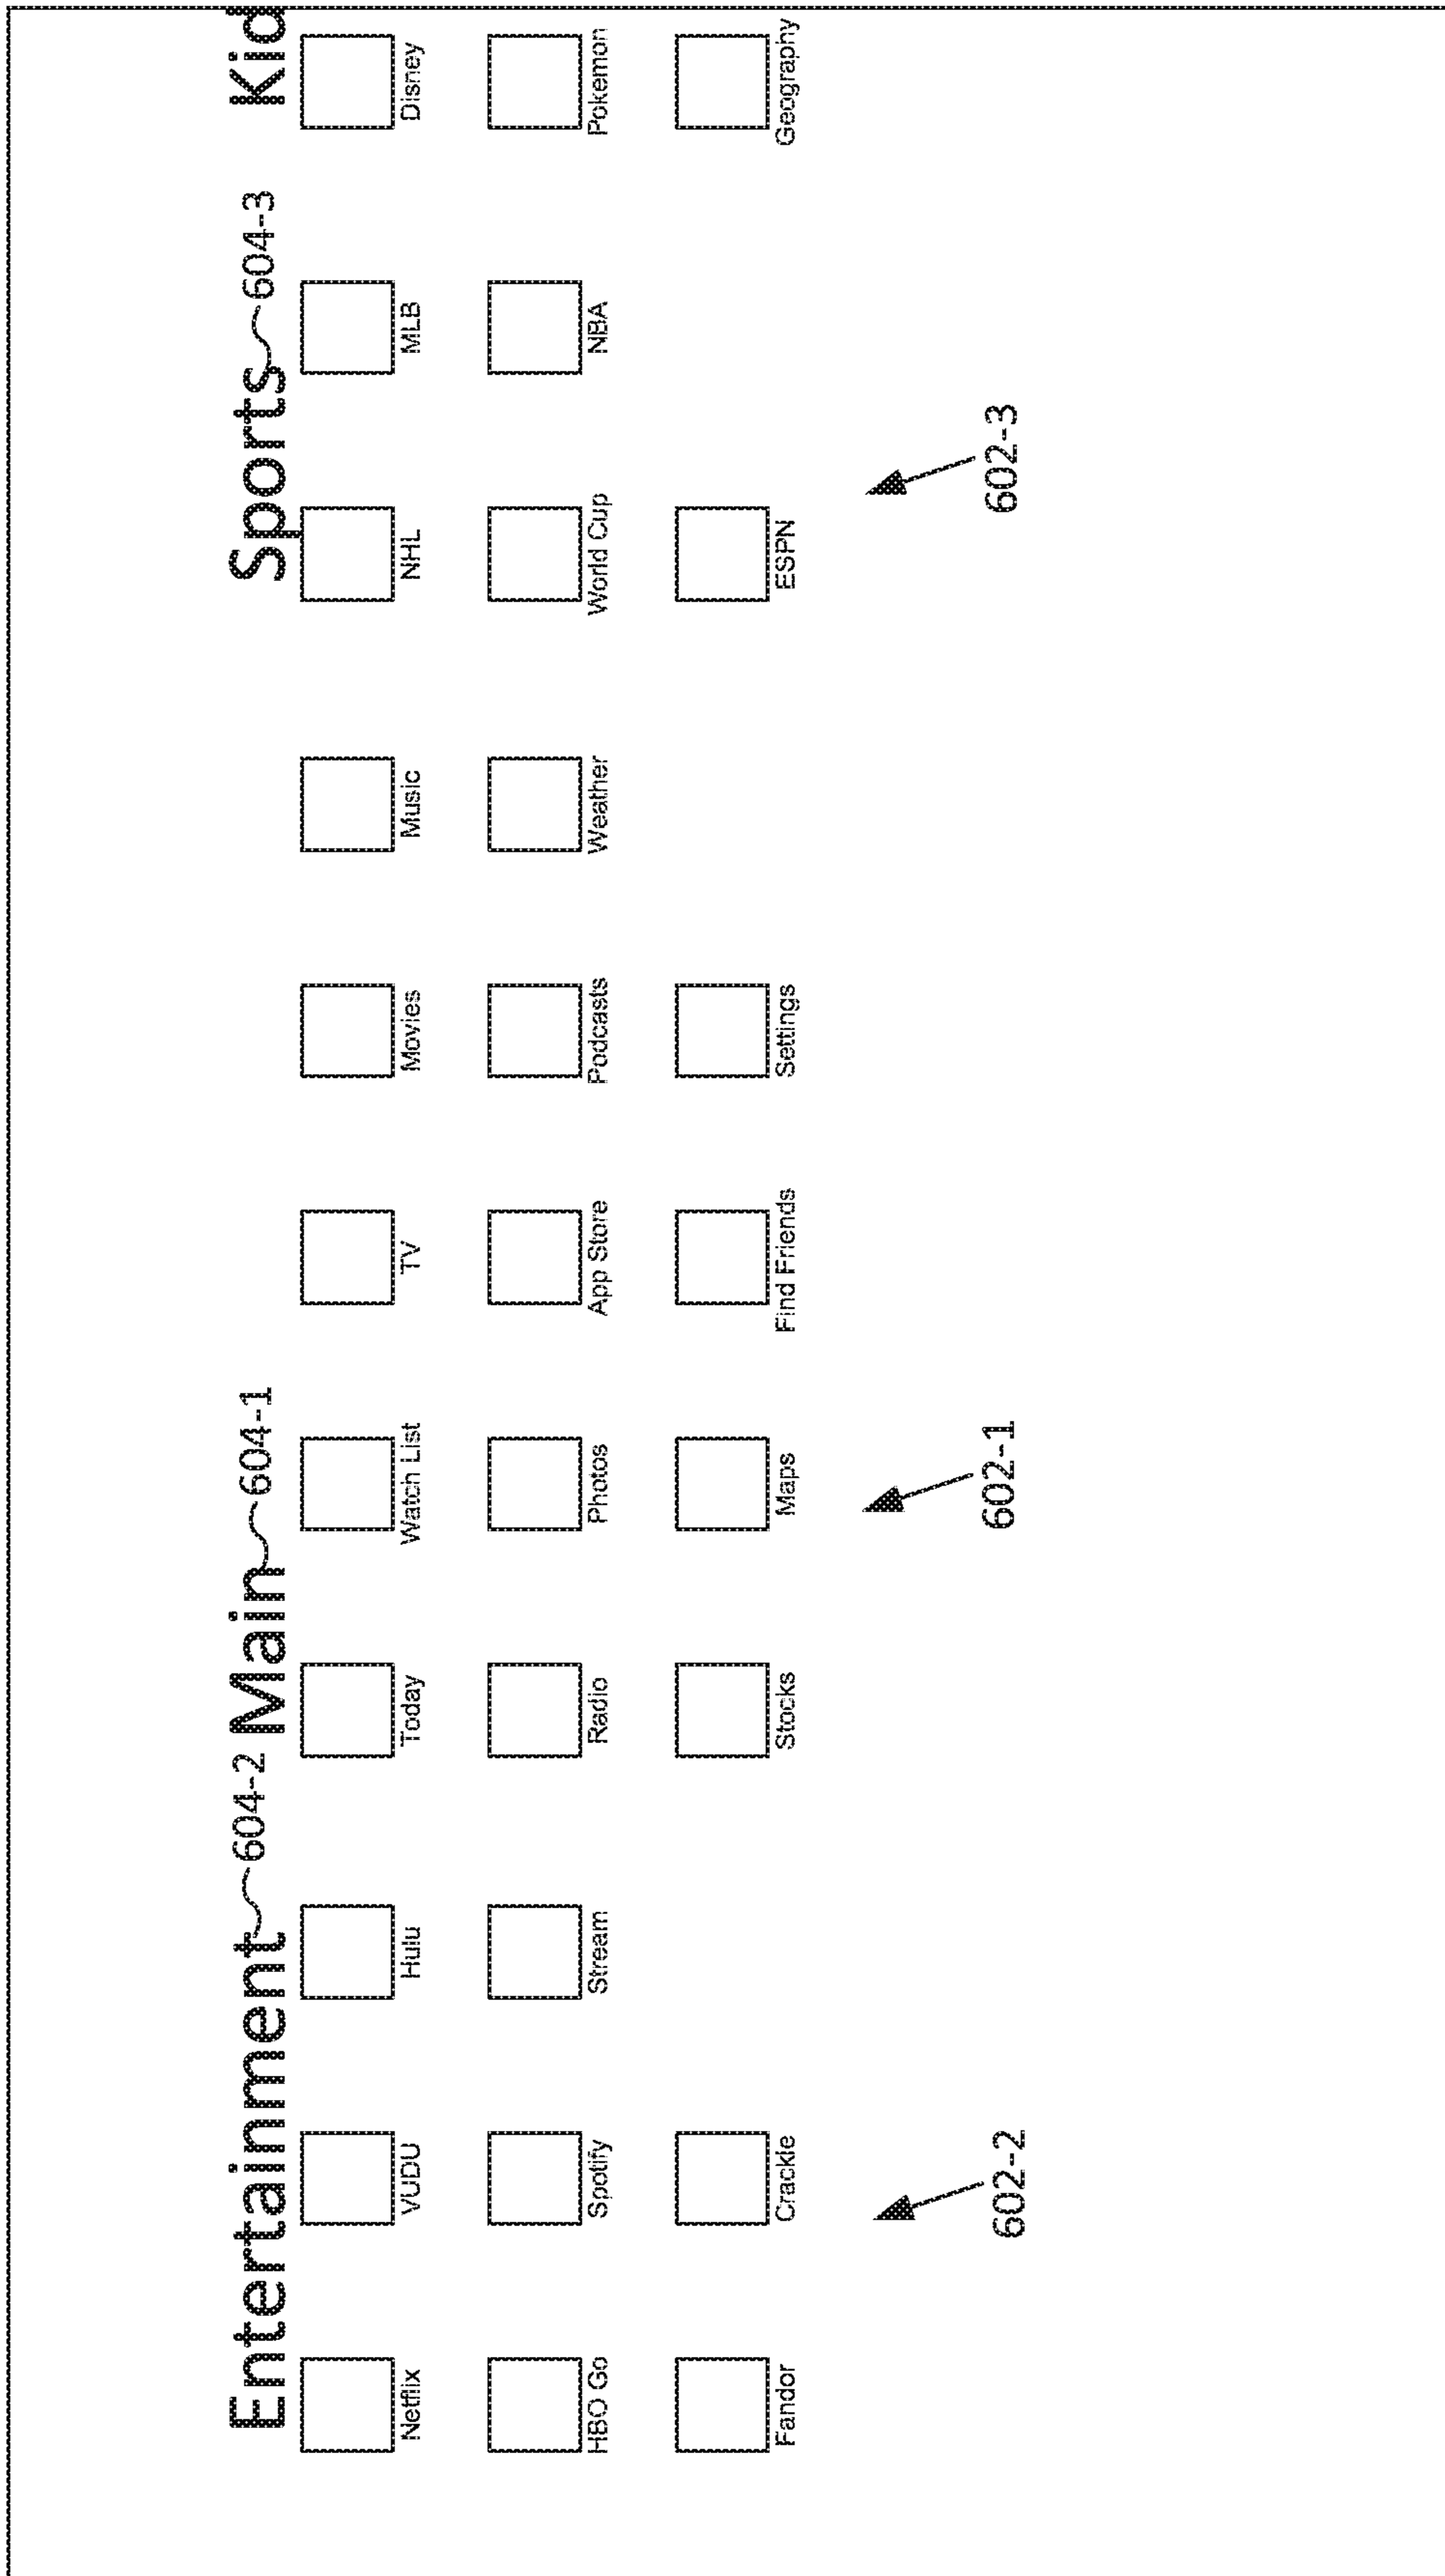 Entertainment 604-2 Main 604-1 Sports 604-3 Kid
Netflix VUDU Hulu Today Watch List TV Movies Music NHL MLB Disney
HBO Go Spotify Stream Radio Photos App Store Podcasts Weather World Cup NBA Pokemon
Fandor Crackle Stocks Maps Find Friends Settings ESPN Geography
602-2 602-1 602-3